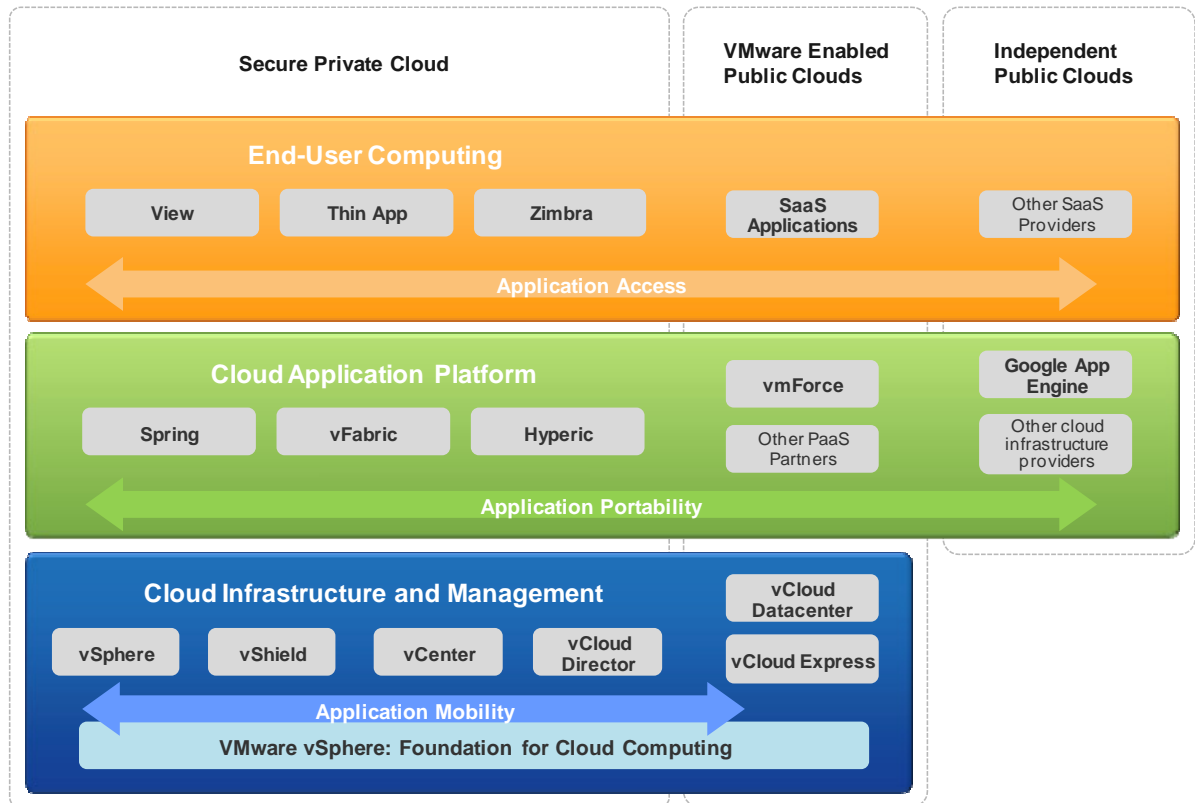 Secure Private Cloud
VMware Enabled
Public Clouds
Independent
Public Clouds
End-User Computing
View
Thin App
Zimbra
SaaS
Applications
Other SaaS
Providers
Application Access
Cloud Application Platform
Spring
vFabric
Hyperic
vmForce
Other PaaS
Partners
Google App
Engine
Other cloud
infrastructure
providers
Application Portability
Cloud Infrastructure and Management
vSphere
vShield
vCenter
vCloud
Director
vCloud
Datacenter
vCloud Express
Application Mobility
VMware vSphere: Foundation for Cloud Computing